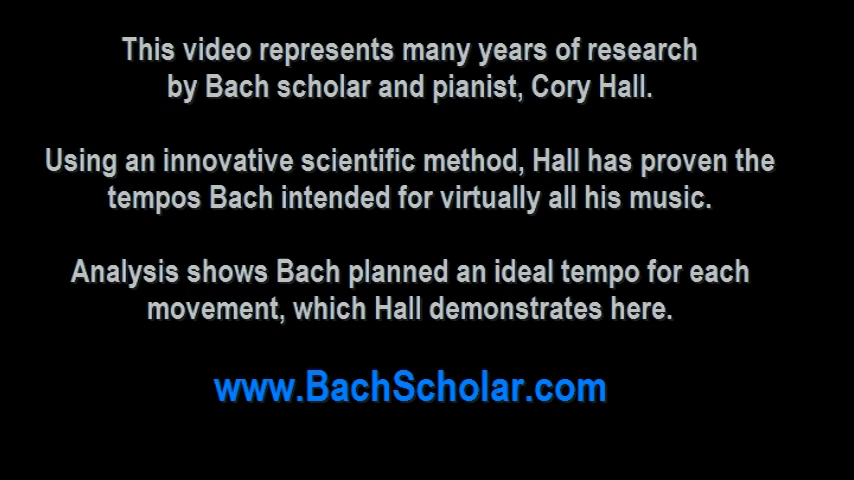 This video represents many years of research
by Bach scholar and pianist, Cory Hall.
Using an innovative scientific method, Hall has proven the
tempos Bach intended for virtually all his music.
Analysis shows Bach planned an ideal tempo for each
movement, which Hall demonstrates here.
www.BachScholar.com